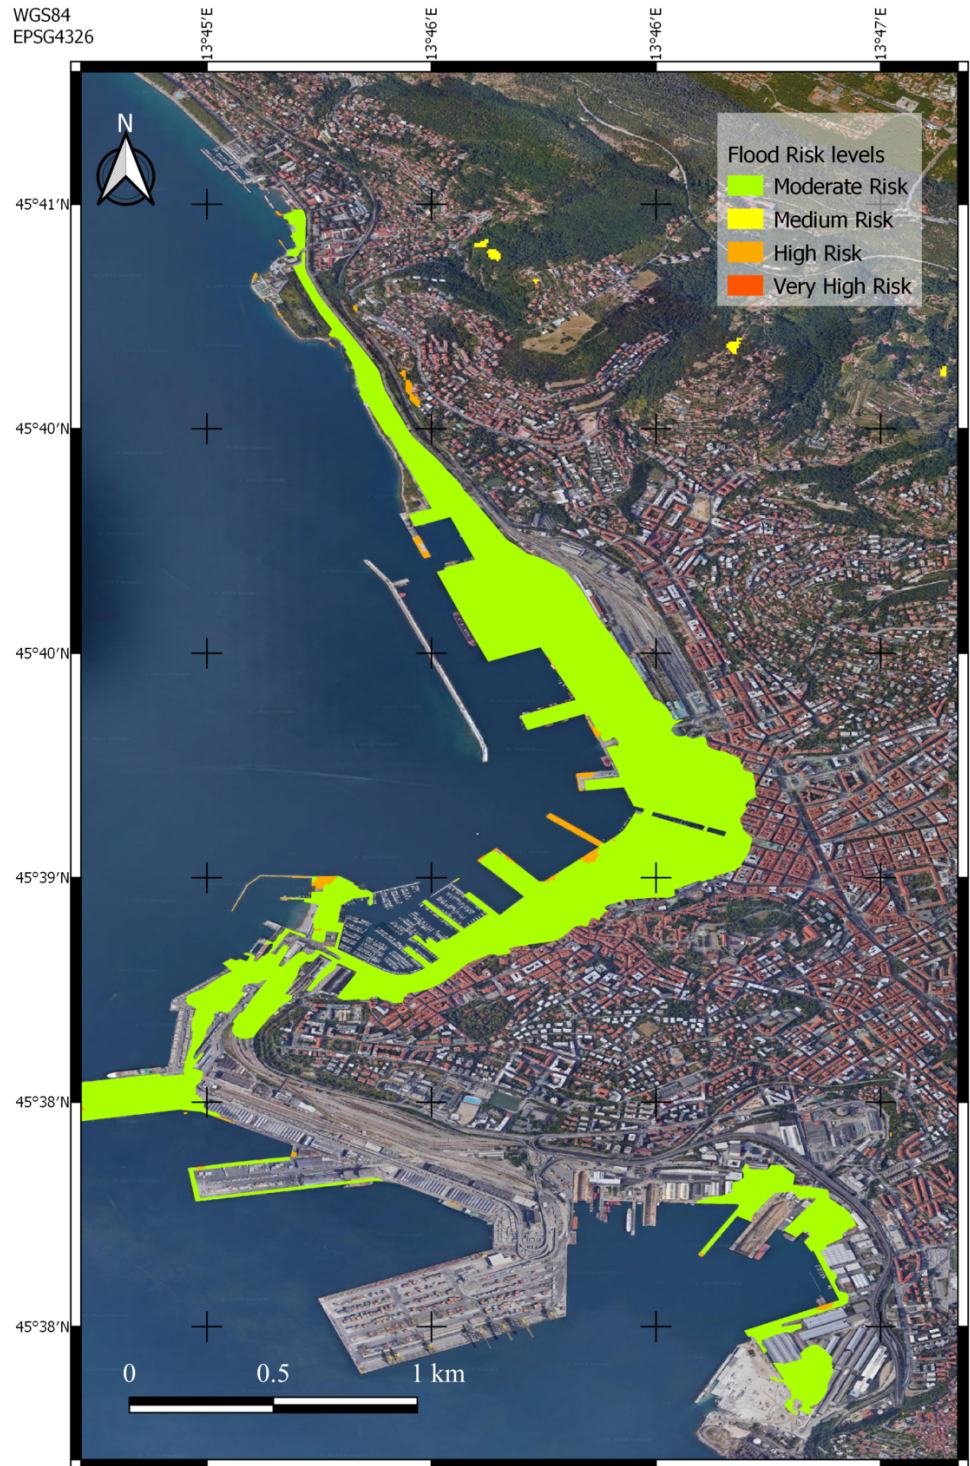 WGS84
EPSG4326
13°45'E
13°46'E
13°46'E
13°47'E
N
Flood Risk levels
Moderate Risk
Medium Risk
High Risk
Very High Risk
45°41'N
45°40'N
45°40'N
45°39'N
45°38'N
45°38'N
0 0.5 1 km